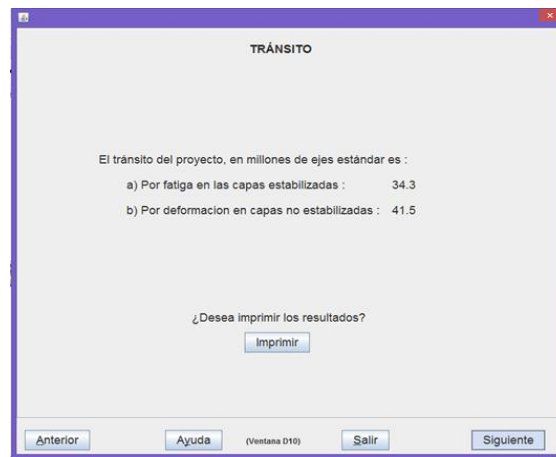 TRÁNSITO
El tránsito del proyecto, en millones de ejes estándar es :
a) Por fatiga en las capas estabilizadas : 34.3
b) Por deformacion en capas no estabilizadas : 41.5
¿Desea imprimir los resultados?
Imprimir
Anterior Ayuda (Ventana D10) Salir Siguiente